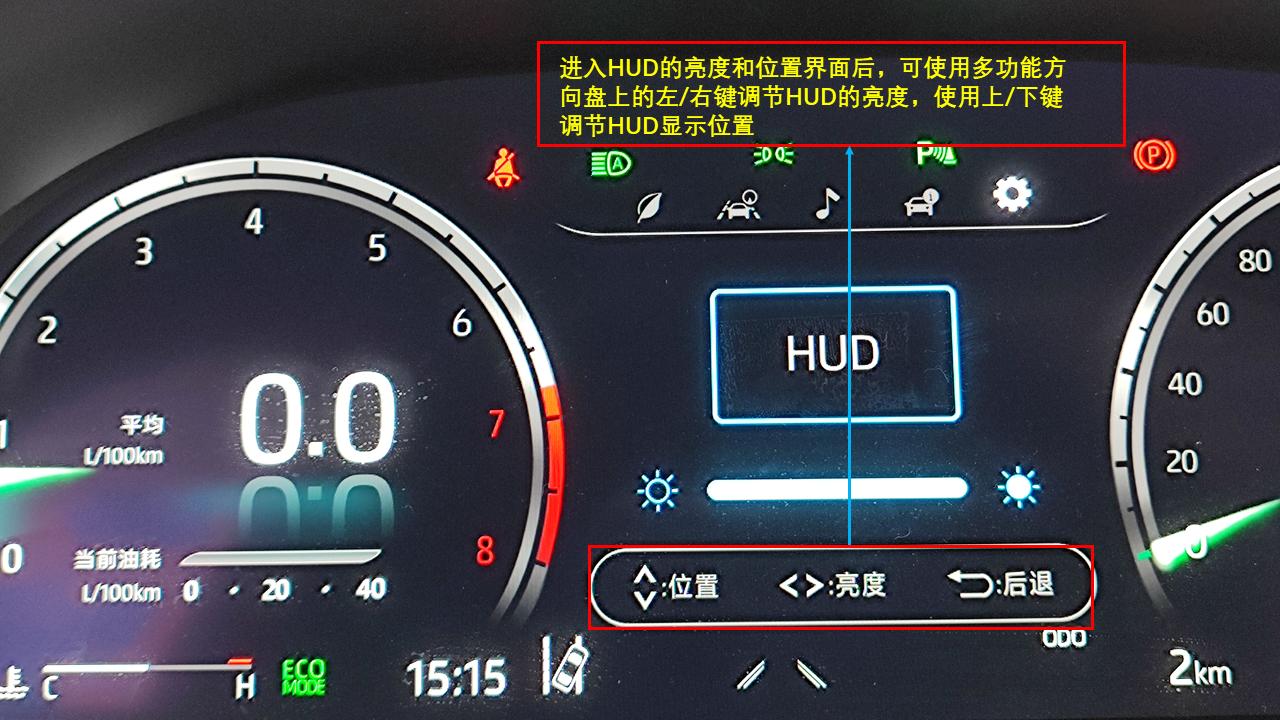 进入HUD的亮度和位置界面后，可使用多功能方
向盘上的左/右键调节HUD的亮度，使用上/下键
调节HUD显示位置
A
P
P
1
2
3
4
5
6
7
8
0
0.0
平均
L/100km
当前油耗
L/100km
0 · 20 · 40
C
H
ECO
MODE
15:15
HUD
:位置
:亮度
:后退
80
60
40
20
0
ODO
2km